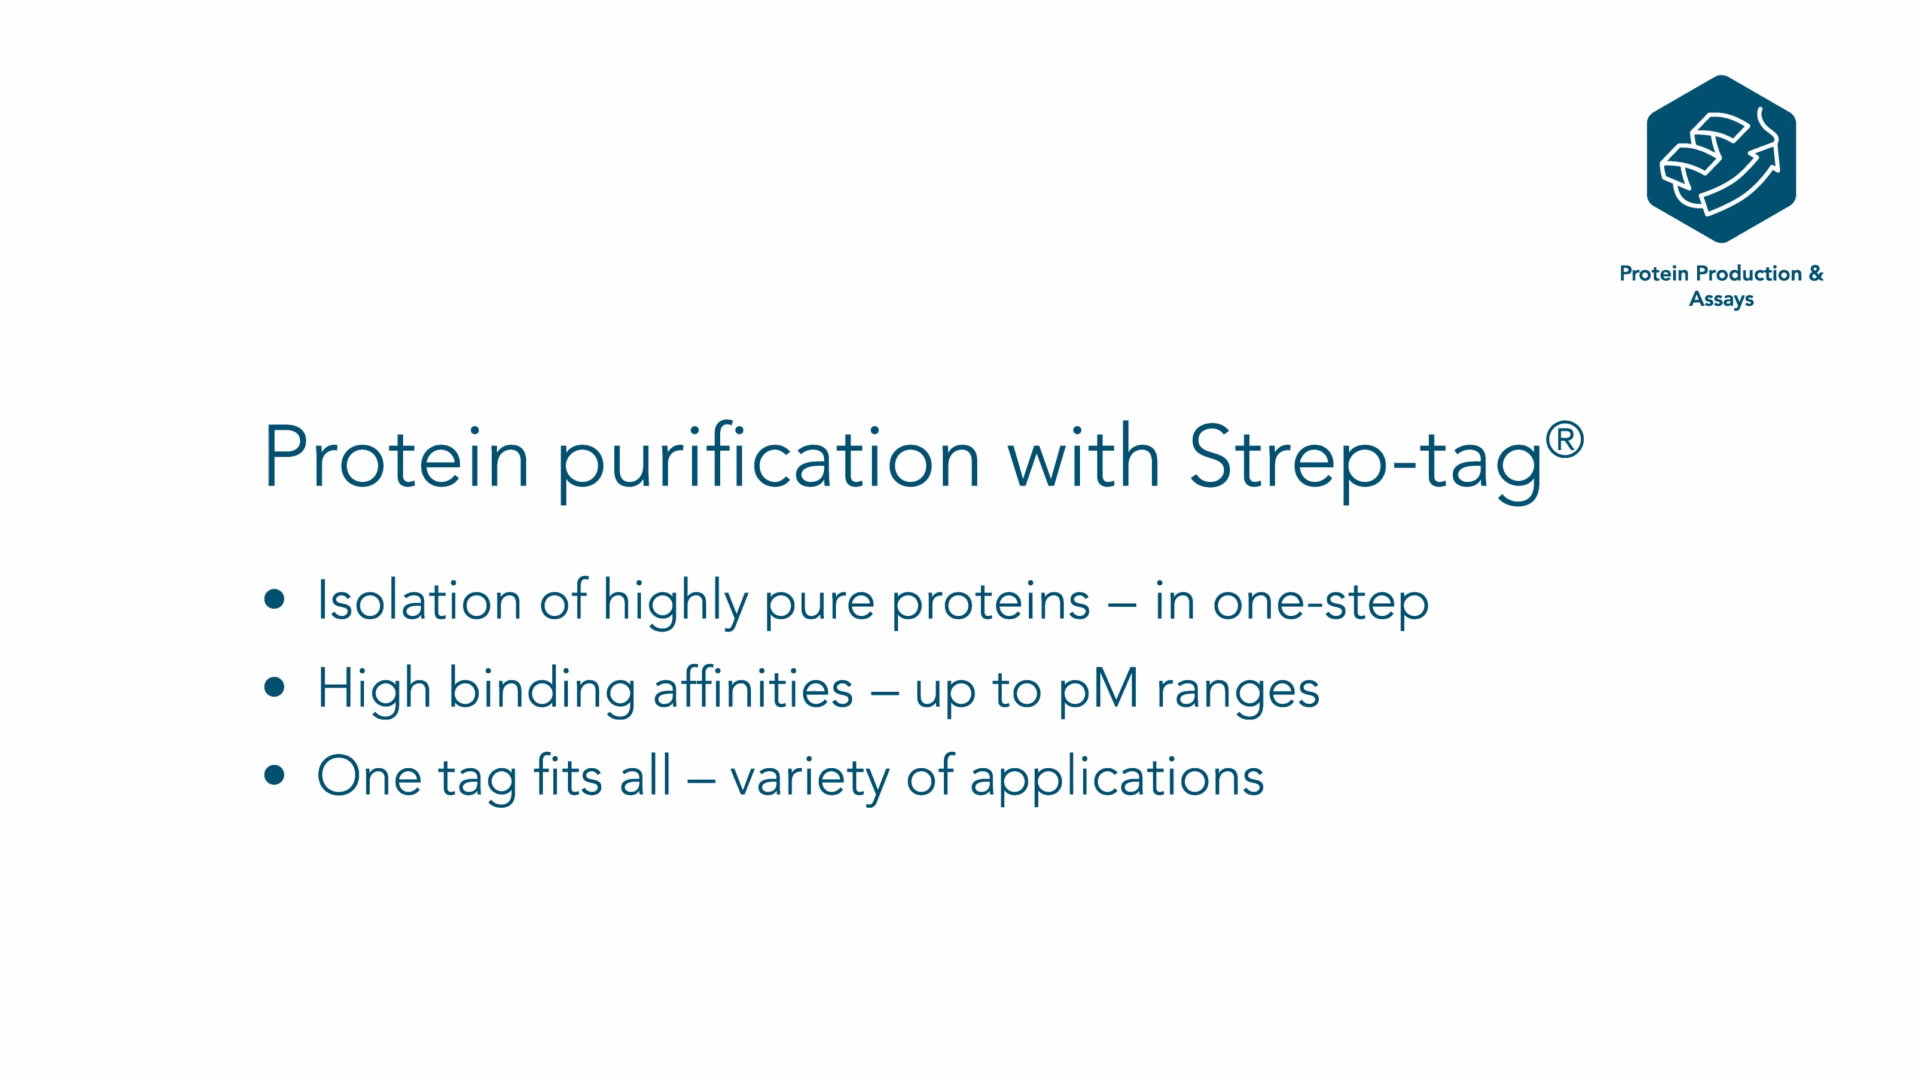 Protein Production &
Assays
Protein purification with Strep-tag®
• Isolation of highly pure proteins – in one-step
• High binding affinities – up to pM ranges
• One tag fits all – variety of applications